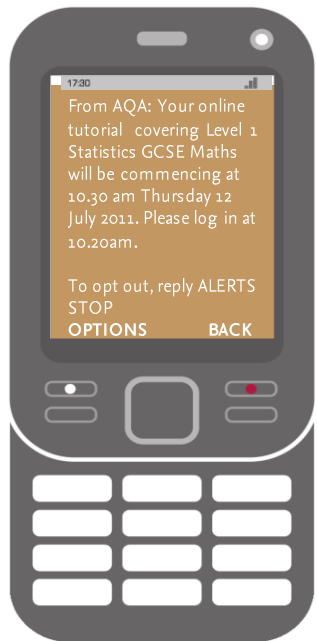 17:30
From AQA: Your online
tutorial covering Level 1
Statistics GCSE Maths
will be commencing at
10.30 am Thursday 12
July 2011. Please log in at
10.20am.
To opt out, reply ALERTS
STOP
OPTIONS BACK